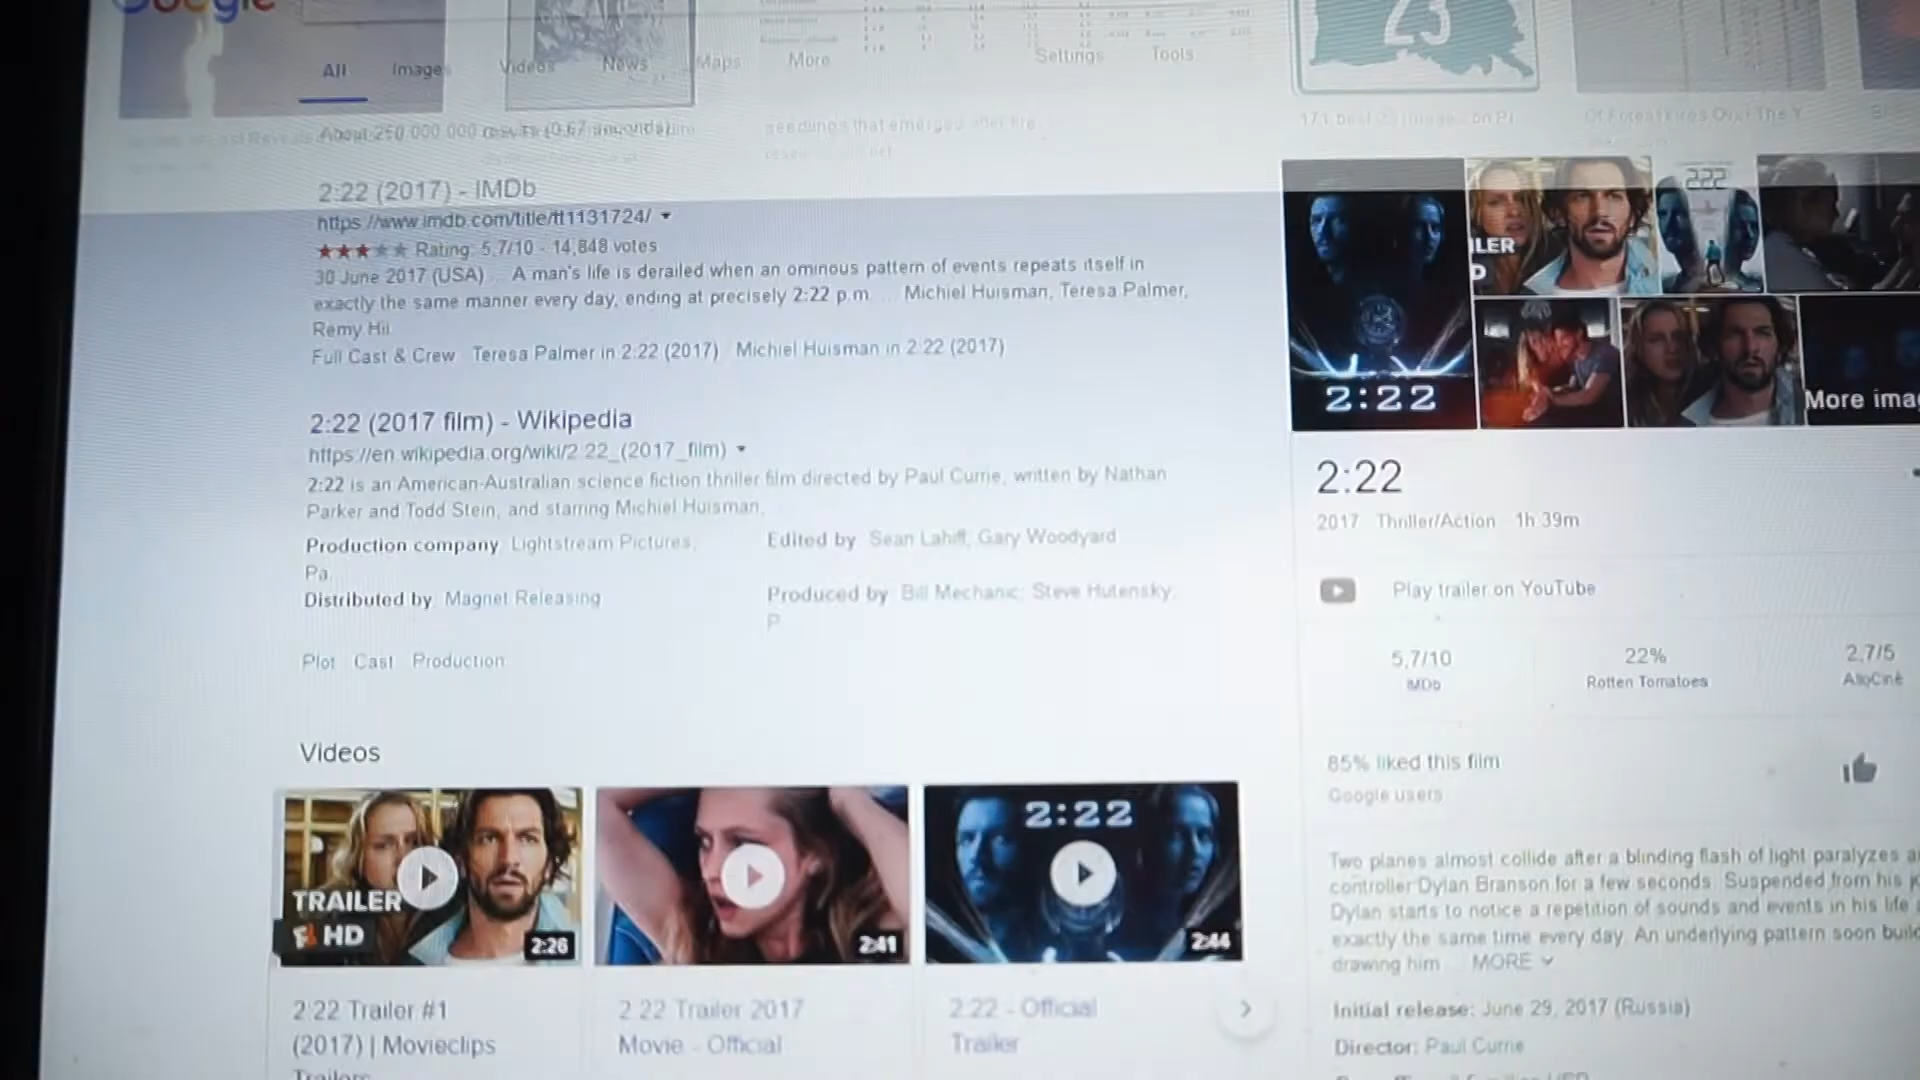 Google
All Images Videos News Maps More Settings Tools
23
seedlings that emerged after fire
2:22 (2017) - IMDb
https://www.imdb.com/title/tt1131724/
Rating: 5,7/10 - 14,848 votes
30 June 2017 (USA) A man's life is derailed when an ominous pattern of events repeats itself in
exactly the same manner every day, ending at precisely 2:22 p.m. ... Michiel Huisman, Teresa Palmer,
Remy Hii.
Full Cast & Crew Teresa Palmer in 2:22 (2017) Michiel Huisman in 2:22 (2017)
2:22 (2017 film) - Wikipedia
https://en.wikipedia.org/wiki/2:22_(2017_film)
2:22 is an American-Australian science fiction thriller film directed by Paul Currie, written by Nathan
Parker and Todd Stein, and starring Michiel Huisman,
Production company: Lightstream Pictures,
Pa
Distributed by: Magnet Releasing
Edited by: Sean Lahiff, Gary Woodyard
Produced by: Bill Mechanic; Steve Hutensky,
P
Plot Cast Production
Videos
TRAILER
HD
2:26
2:41
2:22
2:44
2:22 Trailer #1
(2017) | Movieclips
Trailers
2:22 Trailer 2017
Movie - Official
2:22 - Official
Trailer
2:22
ILER
D
222
More ima
2:22
2017 Thriller/Action 1h 39m
Play trailer on YouTube
5,7/10
IMDb
22%
Rotten Tomatoes
2,7/5
AlloCiné
85% liked this film
Google users
Two planes almost collide after a blinding flash of light paralyzes
controller Dylan Branson for a few seconds. Suspended from his
Dylan starts to notice a repetition of sounds and events in his life
exactly the same time every day. An underlying pattern soon
drawing him ... MORE
Initial release: June 29, 2017 (Russia)
Director: Paul Currie